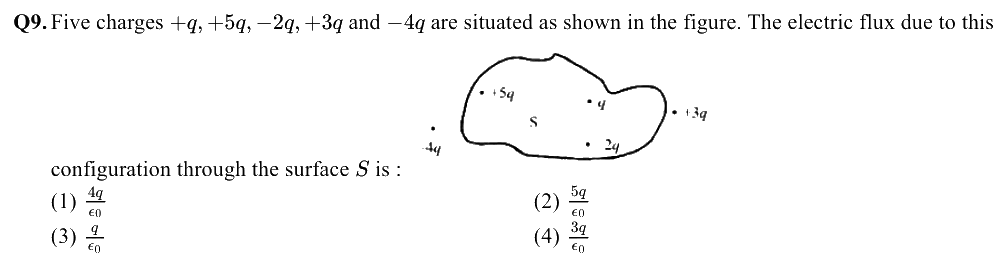 Q9. Five charges +q, +5q, −2q, +3q and −4q are situated as shown in the figure. The electric flux due to this
+5q
q
+3q
S
2q
-4q
configuration through the surface S is :
(1) 4q/ϵ0
(2) 5q/ϵ0
(3) q/ϵ0
(4) 3q/ϵ0